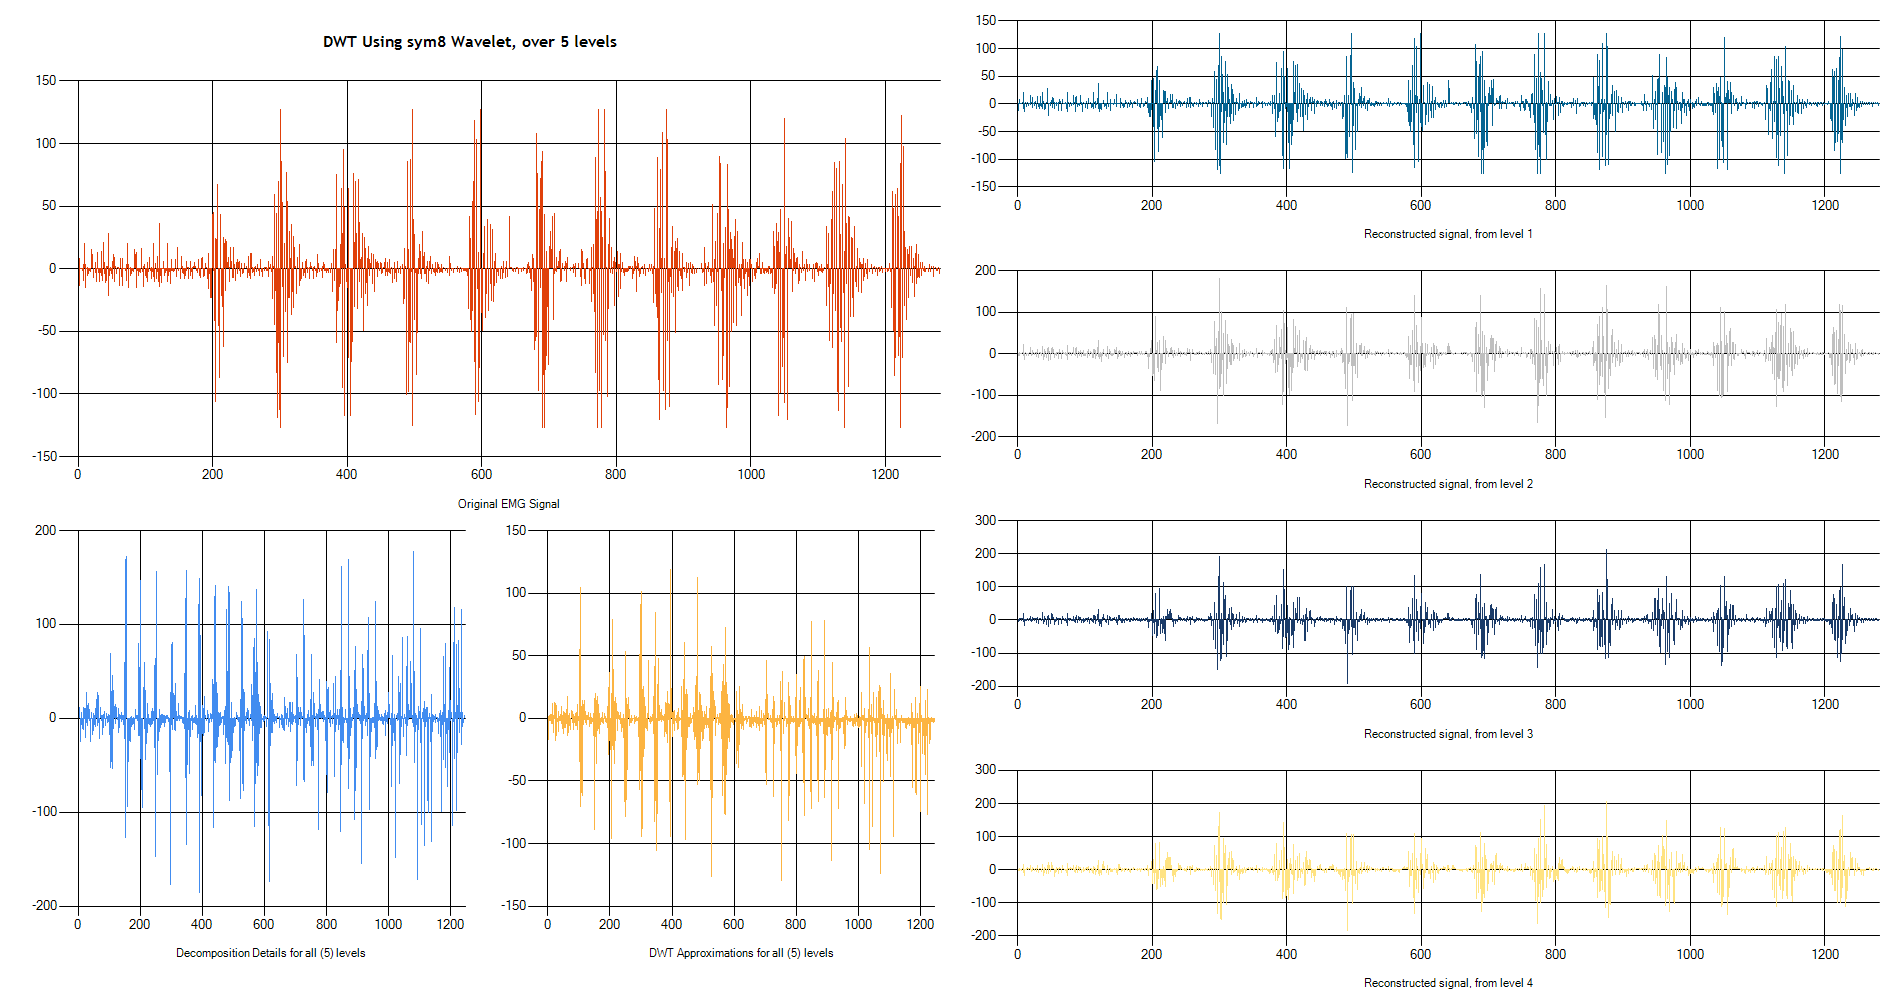 DWT Using sym8 Wavelet, over 5 levels
150
100
50
0
-50
-100
-150
0 200 400 600 800 1000 1200
Original EMG Signal
200
100
0
-100
-200
0 200 400 600 800 1000 1200
Decomposition Details for all (5) levels
150
100
50
0
-50
-100
-150
0 200 400 600 800 1000 1200
DWT Approximations for all (5) levels
150
100
50
0
-50
-100
-150
0 200 400 600 800 1000 1200
Reconstructed signal, from level 1
200
100
0
-100
-200
0 200 400 600 800 1000 1200
Reconstructed signal, from level 2
300
200
100
0
-100
-200
0 200 400 600 800 1000 1200
Reconstructed signal, from level 3
300
200
100
0
-100
-200
0 200 400 600 800 1000 1200
Reconstructed signal, from level 4